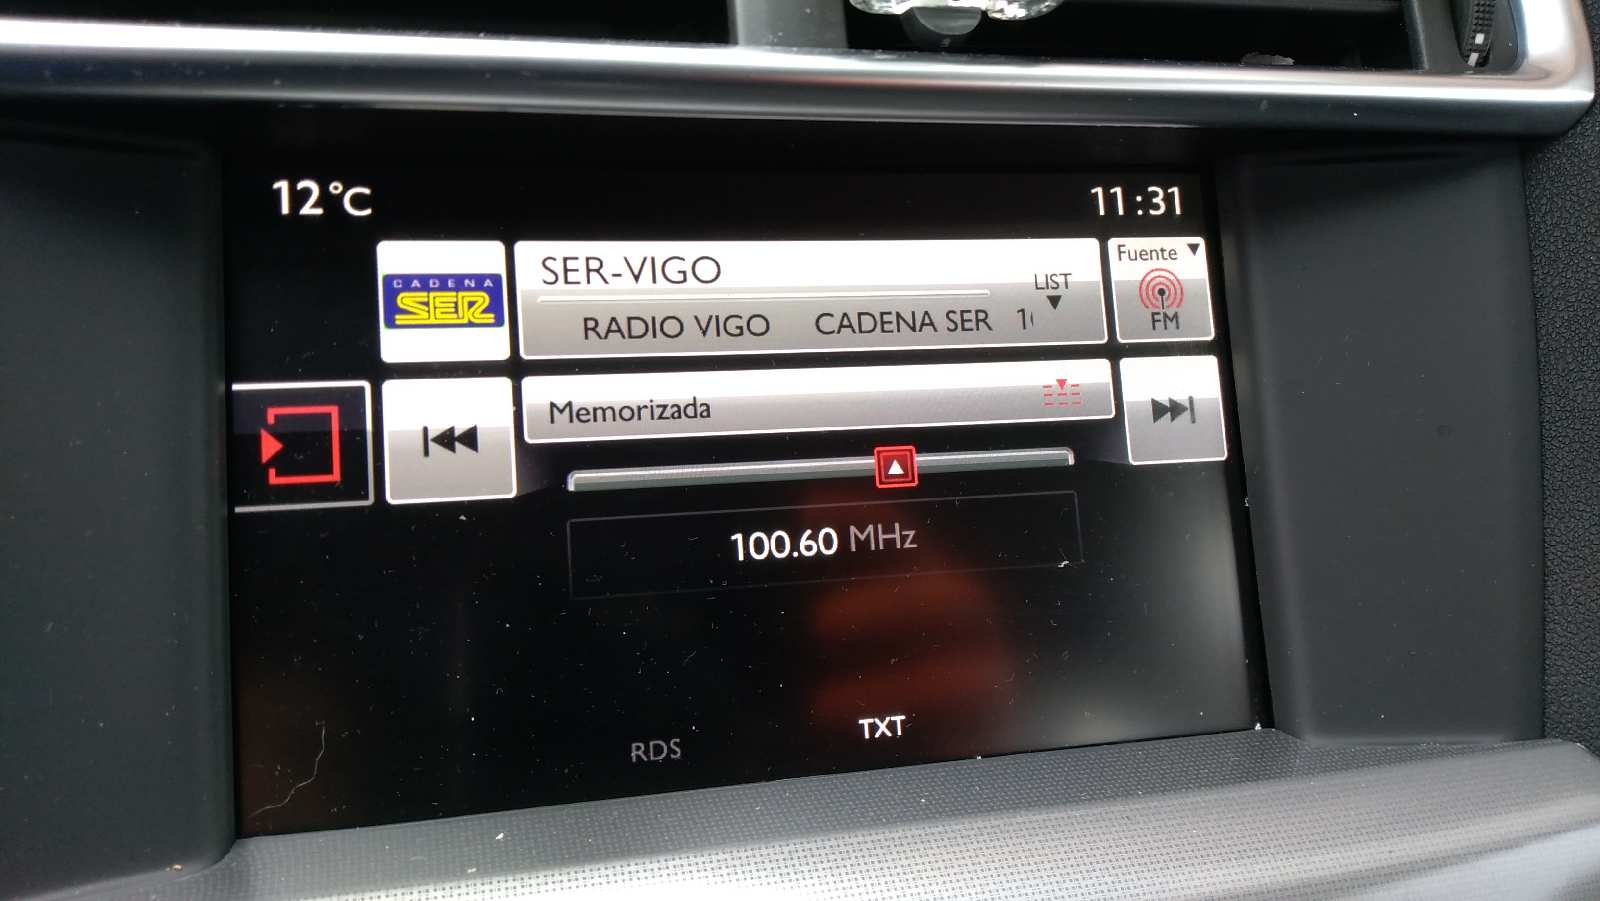 12°C
11:31
CADENA
SER
SER-VIGO
LIST
RADIO VIGO CADENA SER
Fuente
FM
Memorizada
100.60 MHz
RDS
TXT